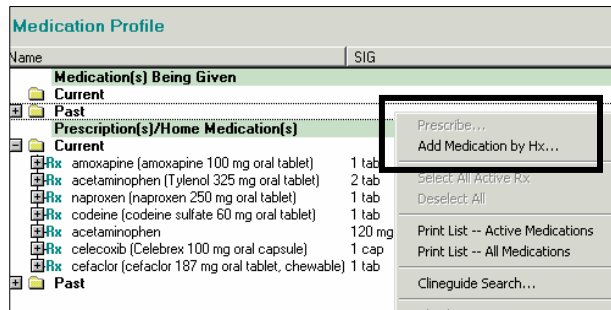 Medication Profile
Name SIG
Medication(s) Being Given
Current
Past
Prescription(s)/Home Medication(s)
Current
Rx amoxapine (amoxapine 100 mg oral tablet) 1 tab
Rx acetaminophen (Tylenol 325 mg oral tablet) 2 tab
Rx naproxen (naproxen 250 mg oral tablet) 1 tab
Rx codeine (codeine sulfate 60 mg oral tablet) 1 tab
Rx acetaminophen 120 mg
Rx celecoxib (Celebrex 100 mg oral capsule) 1 cap
Rx cefaclor (cefaclor 187 mg oral tablet, chewable) 1 tab
Past
Prescribe...
Add Medication by Hx...
Select All Active Rx
Deselect All
Print List -- Active Medications
Print List -- All Medications
Clineguide Search...